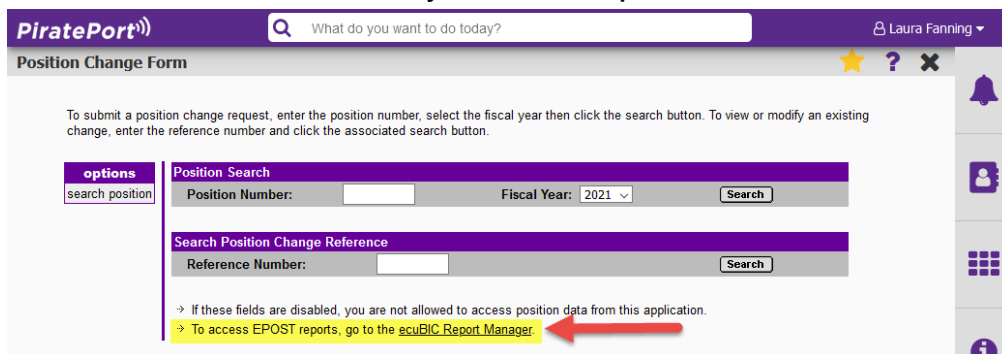 PiratePort
What do you want to do today?
Laura Fanning
Position Change Form
?
To submit a position change request, enter the position number, select the fiscal year then click the search button. To view or modify an existing
change, enter the reference number and click the associated search button.
options
search position
Position Search
Position Number:
Fiscal Year: 2021
Search
Search Position Change Reference
Reference Number:
Search
If these fields are disabled, you are not allowed to access position data from this application.
To access EPOST reports, go to the ecuBIC Report Manager.